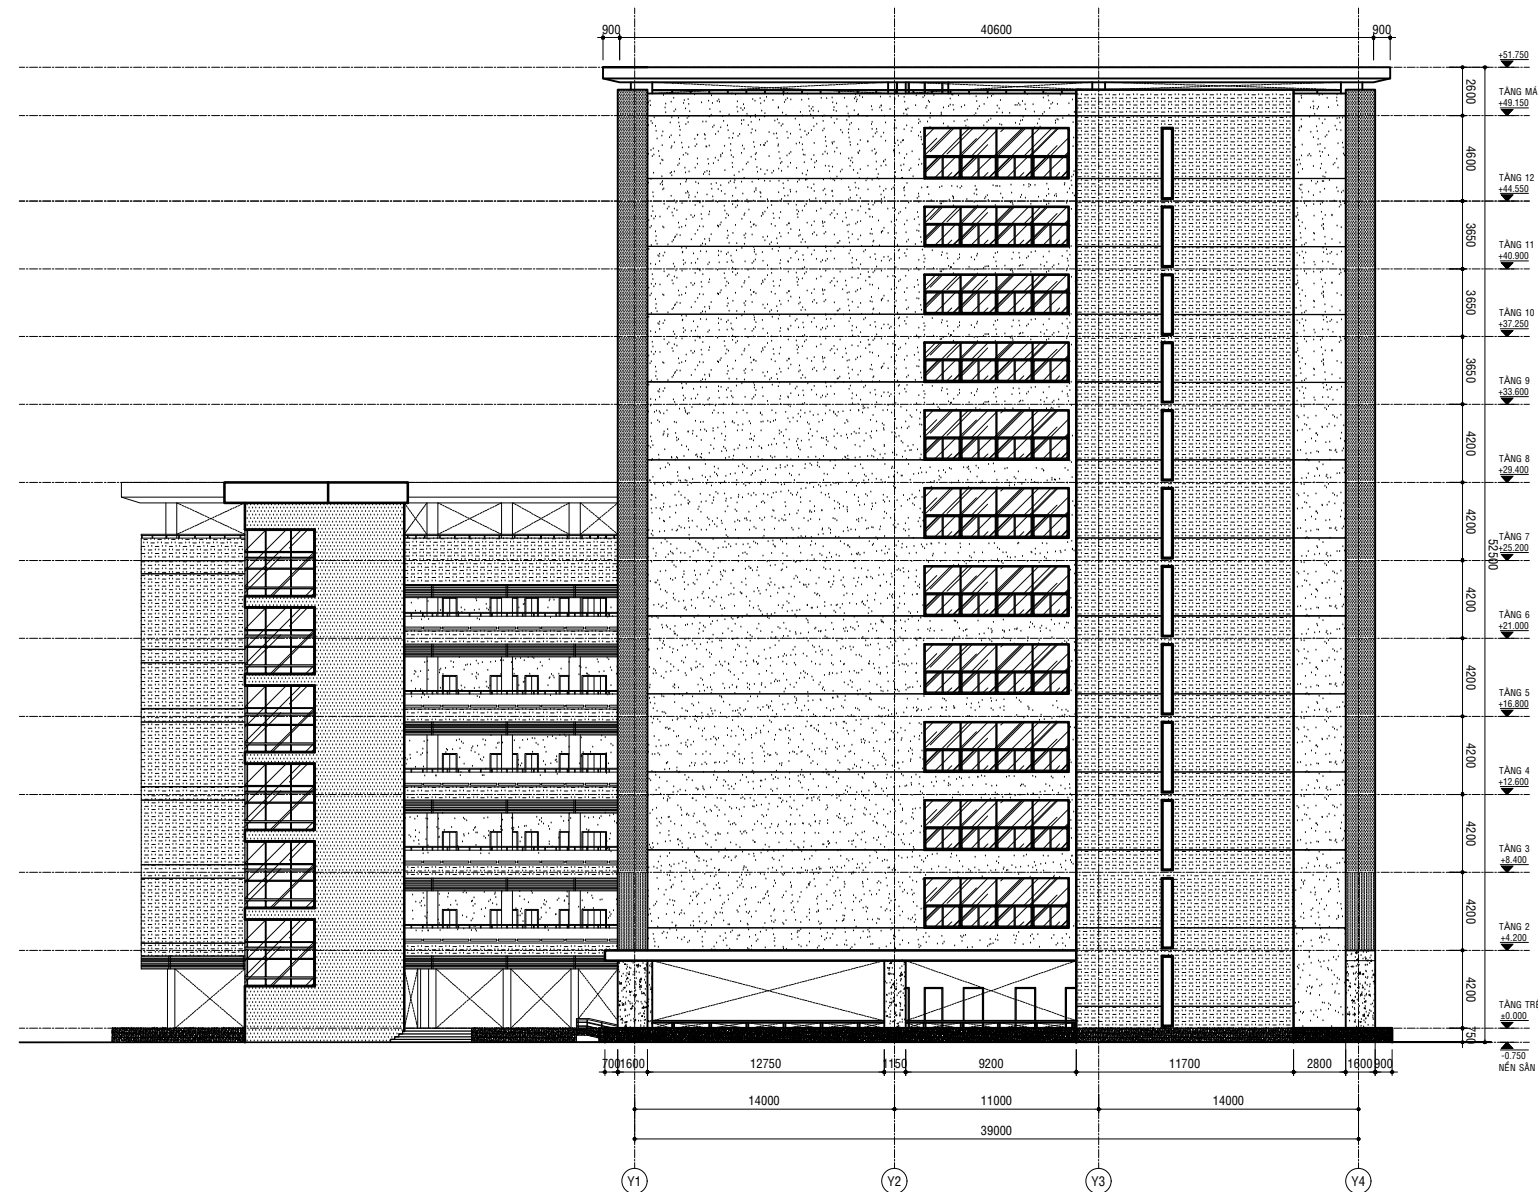 900
40600
900
+51.750
2600
TẦNG MÁ
+49.150
4600
TẦNG 12
+44.550
3650
TẦNG 11
+40.900
3650
TẦNG 10
+37.250
3650
TẦNG 9
+33.600
4200
TẦNG 8
+29.400
4200
TẦNG 7
+25.200
52500
4200
TẦNG 6
+21.000
4200
TẦNG 5
+16.800
4200
TẦNG 4
+12.600
4200
TẦNG 3
+8.400
4200
TẦNG 2
+4.200
4200
TẦNG TRỆ
±0.000
750
-0.750
NỀN SÂN
700 1600 12750 1150 9200 11700 2800 1600 900
14000 11000 14000
39000
Y1 Y2 Y3 Y4